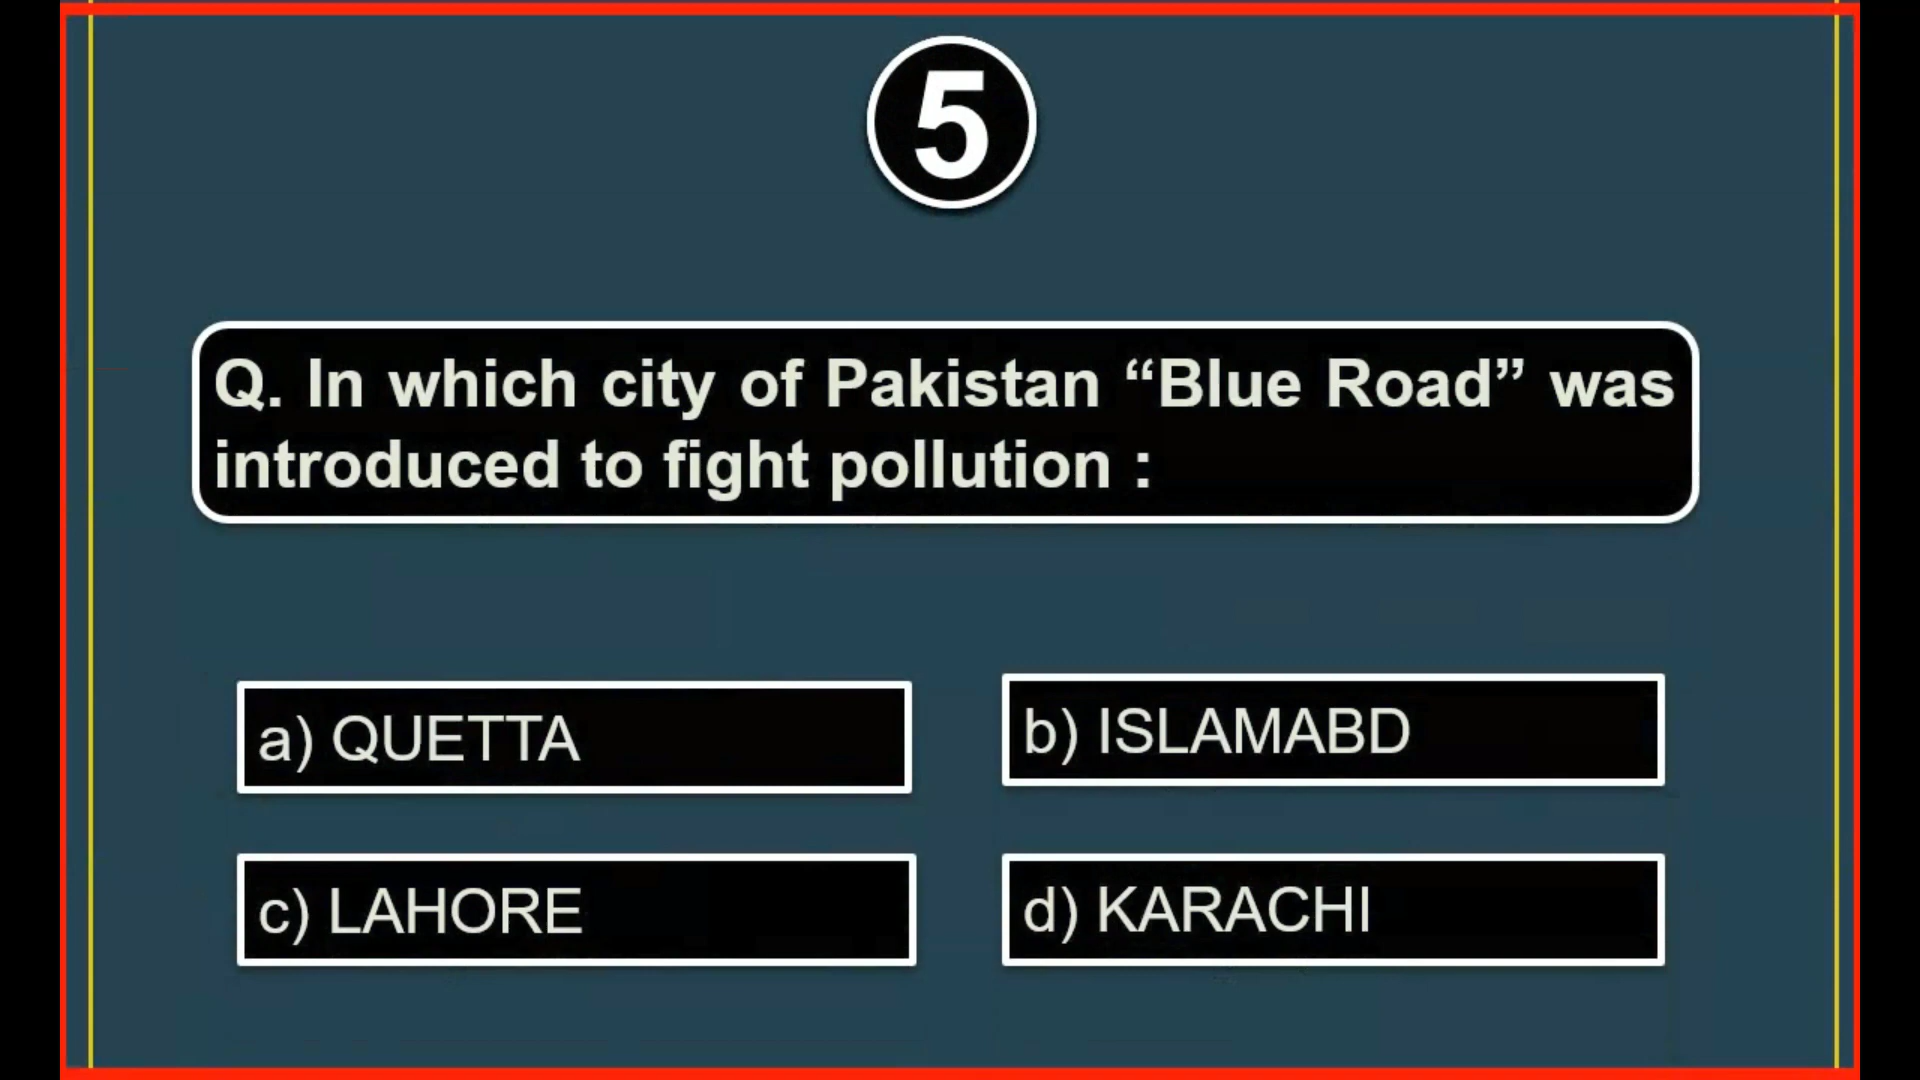 5
Q. In which city of Pakistan “Blue Road” was
introduced to fight pollution :
a) QUETTA
b) ISLAMABD
c) LAHORE
d) KARACHI